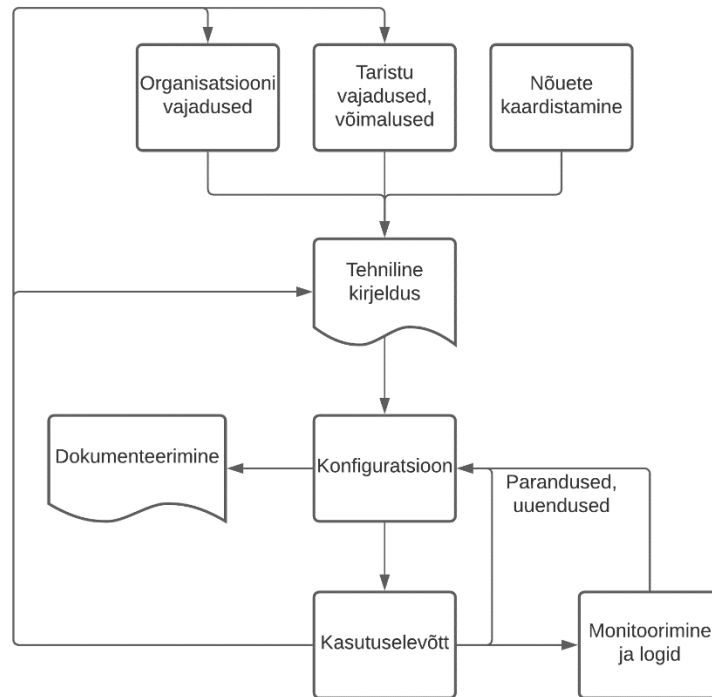 Organisatsiooni
vajadused
Taristu
vajadused,
võimalused
Nõuete
kaardistamine
Tehniline
kirjeldus
Dokumenteerimine
Konfiguratsioon
Parandused,
uuendused
Kasutuselevõtt
Monitoorimine
ja logid